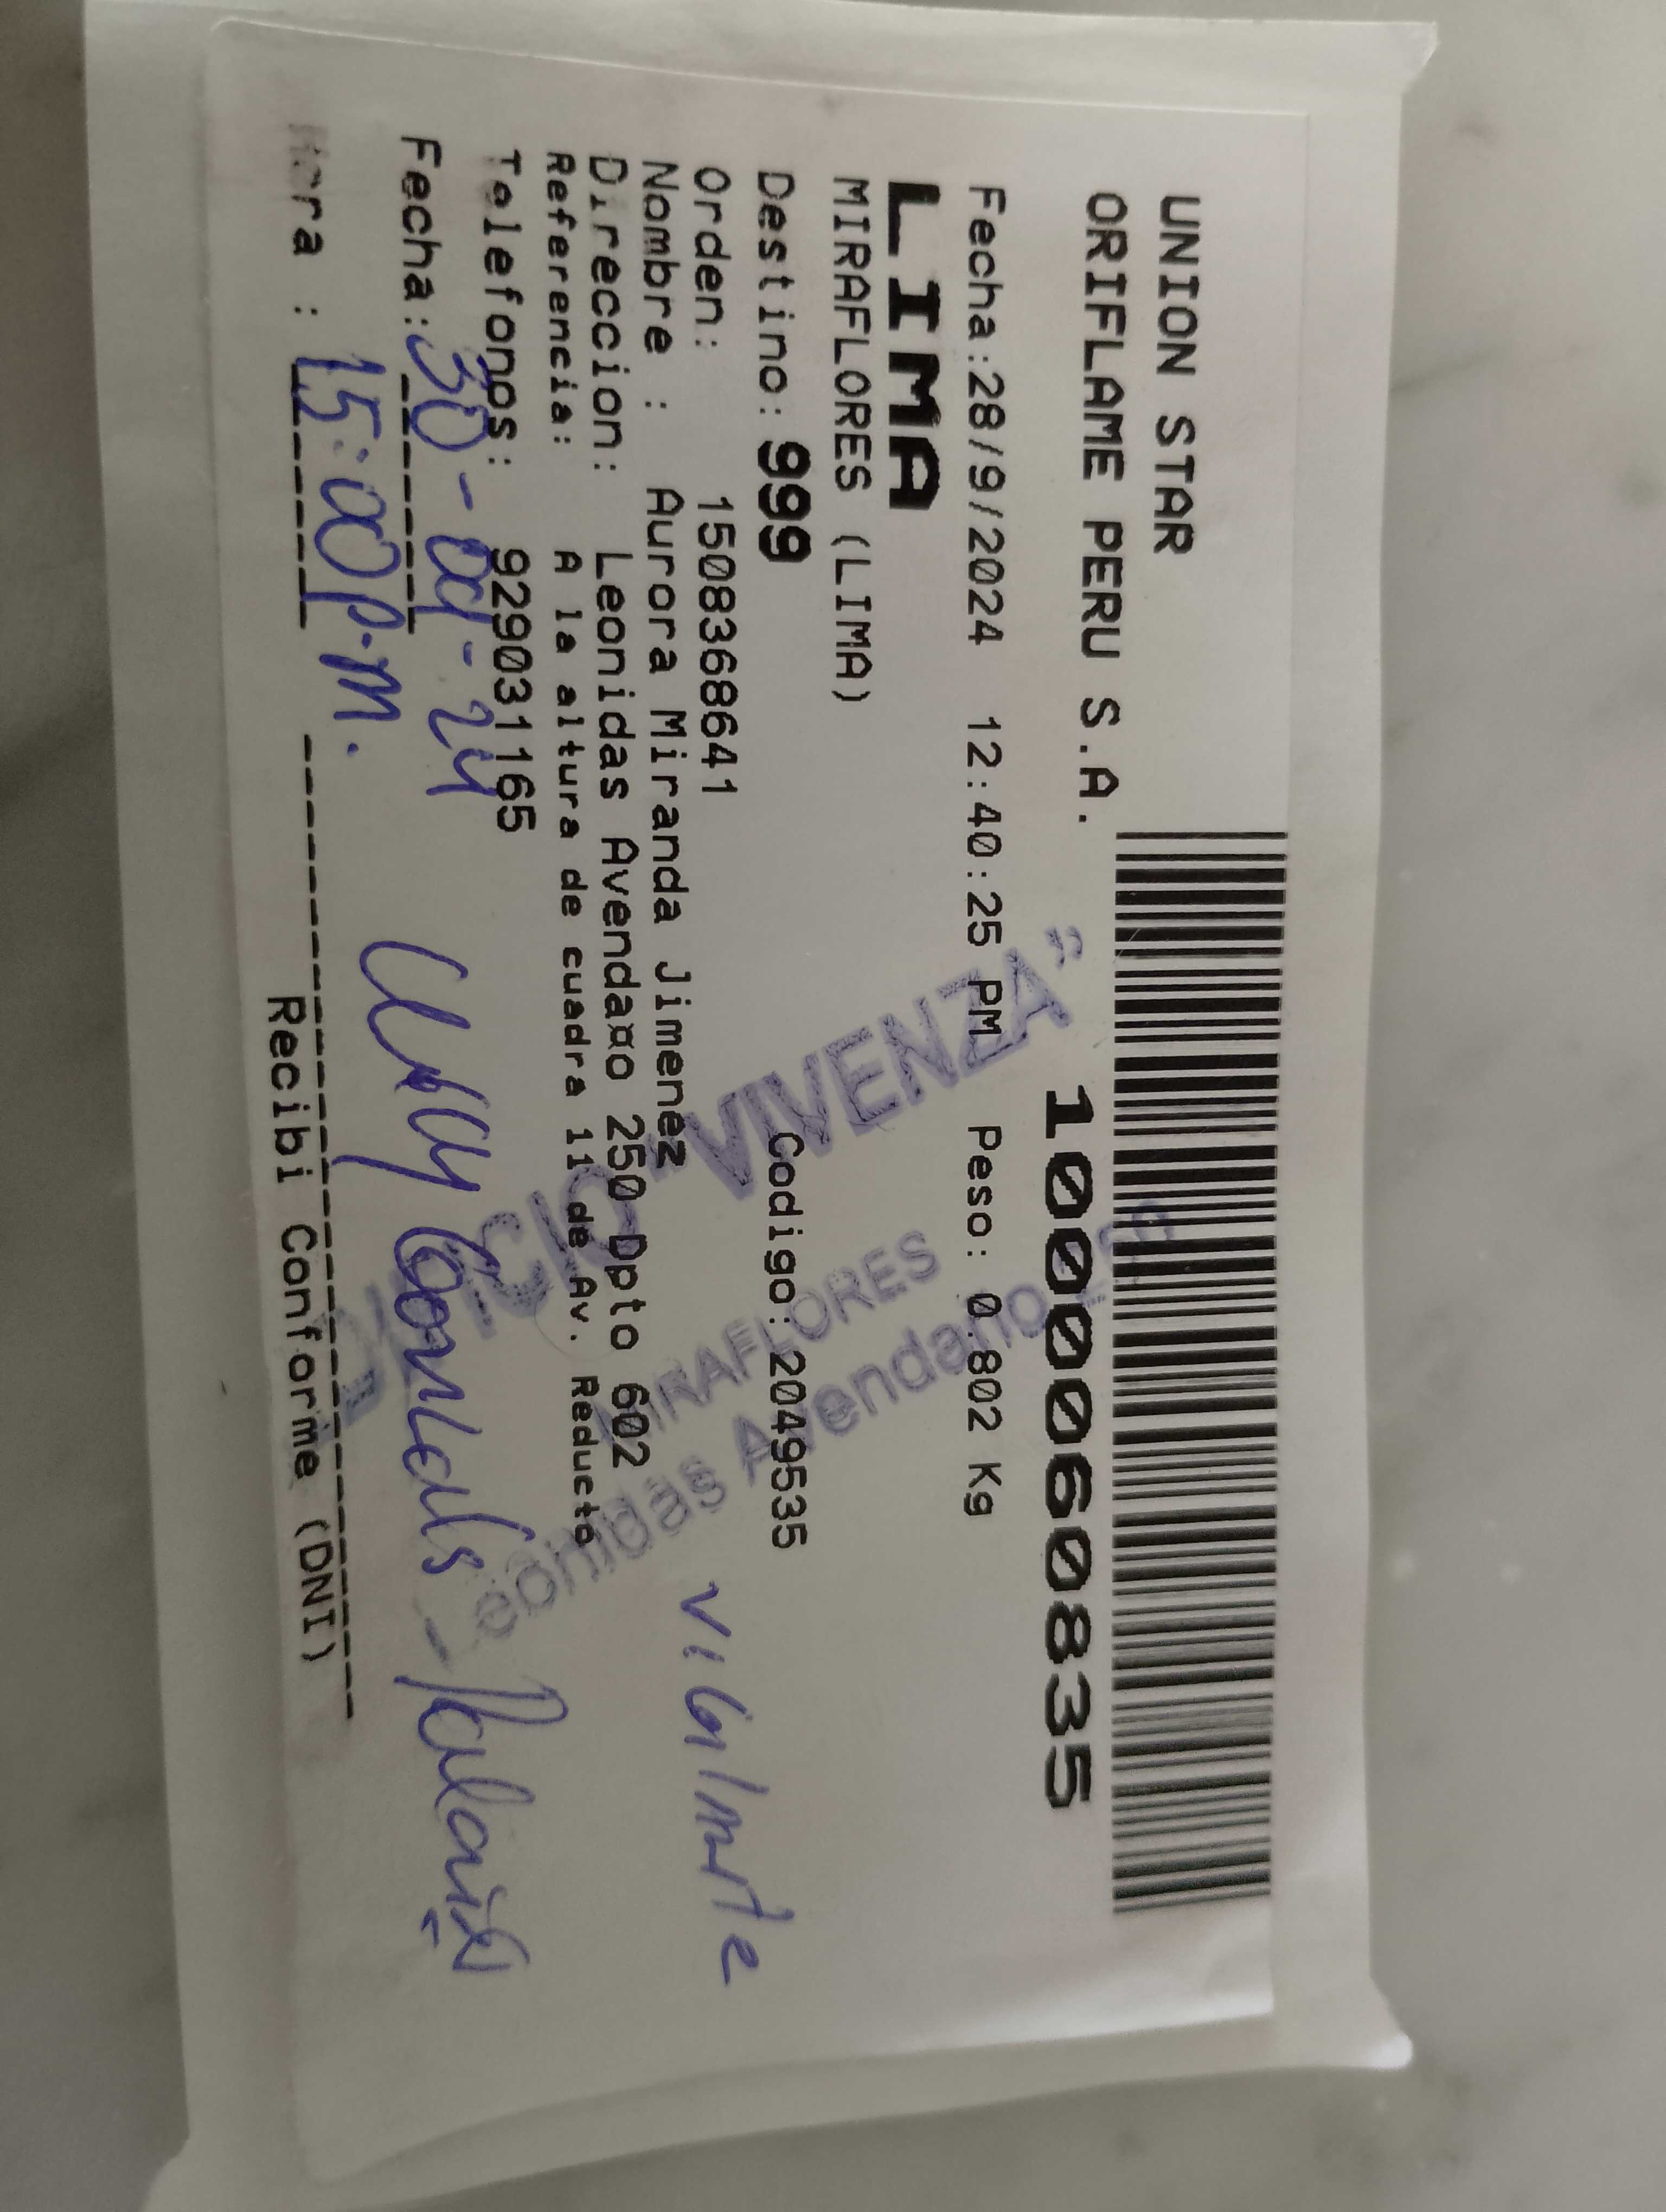 UNION STAR
ORIFLAME PERU S.A.
10000060835
Fecha:28/9/2024 12:40:25 PM Peso: 0.802 Kg
LIMA
MIRAFLORES (LIMA)
Destino: 999 Codigo: 2049535
Orden: 1508368641
Nombre : Aurora Miranda Jimenez
Direccion: Leonidas Avenda¤o 250 Dpto 602
Referencia: A la altura de cuadra 11 de Av. Reducto
Telefonos: 929031165
Fecha: 30-09-24
Hora : 15:00 P.M.
Recibi Conforme (DNI)
"VIVENZA"
MIRAFLORES
Avendaño